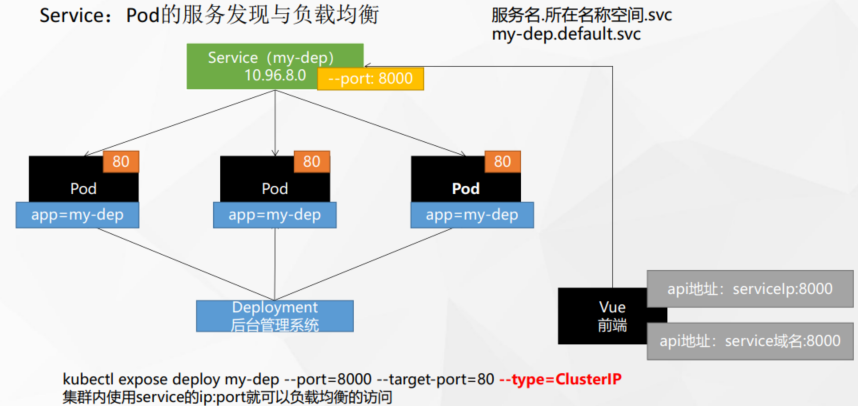 Service：Pod的服务发现与负载均衡
服务名.所在名称空间.svc
my-dep.default.svc
Service（my-dep）
10.96.8.0
--port: 8000
80
80
80
Pod
Pod
Pod
app=my-dep
app=my-dep
app=my-dep
Deployment
后台管理系统
Vue
前端
api地址：serviceIp:8000
api地址：service域名:8000
kubectl expose deploy my-dep --port=8000 --target-port=80 --type=ClusterIP
集群内使用service的ip:port就可以负载均衡的访问